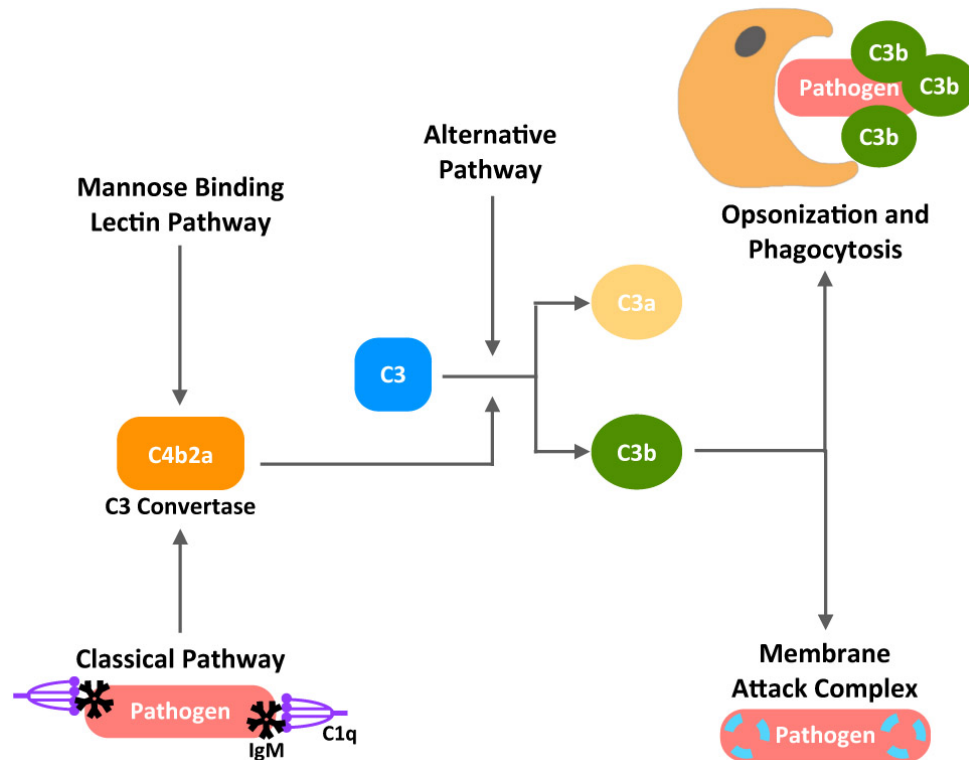 C3b
Pathogen
C3b
C3b
Alternative
Pathway
Mannose Binding
Lectin Pathway
Opsonization and
Phagocytosis
C3a
C3
C3b
C4b2a
C3 Convertase
Classical Pathway
Pathogen
IgM
C1q
Membrane
Attack Complex
Pathogen